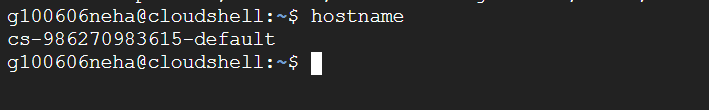 g100606neha@cloudshell:~$ hostname
cs-986270983615-default
g100606neha@cloudshell:~$